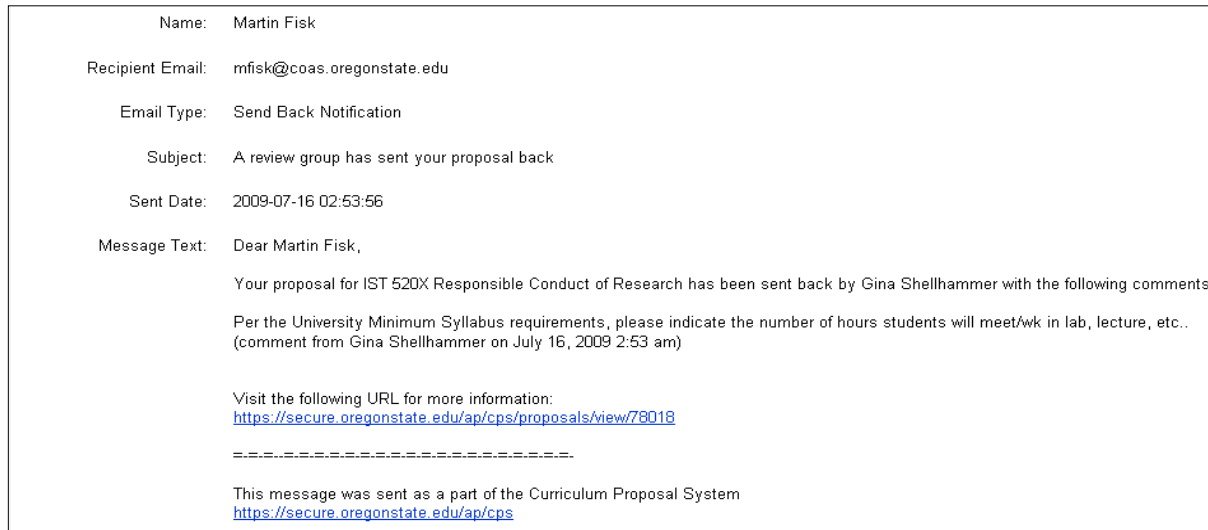 Name: Martin Fisk
Recipient Email: mfisk@coas.oregonstate.edu
Email Type: Send Back Notification
Subject: A review group has sent your proposal back
Sent Date: 2009-07-16 02:53:56
Message Text: Dear Martin Fisk,
Your proposal for IST 520X Responsible Conduct of Research has been sent back by Gina Shellhammer with the following comments
Per the University Minimum Syllabus requirements, please indicate the number of hours students will meet/wk in lab, lecture, etc..
(comment from Gina Shellhammer on July 16, 2009 2:53 am)
Visit the following URL for more information:
https://secure.oregonstate.edu/ap/cps/proposals/view/78018
=-=-=--=-=-=-=-=-=-=-=-=-=-=-=-=-=-=-=-=-=-=-
This message was sent as a part of the Curriculum Proposal System
https://secure.oregonstate.edu/ap/cps